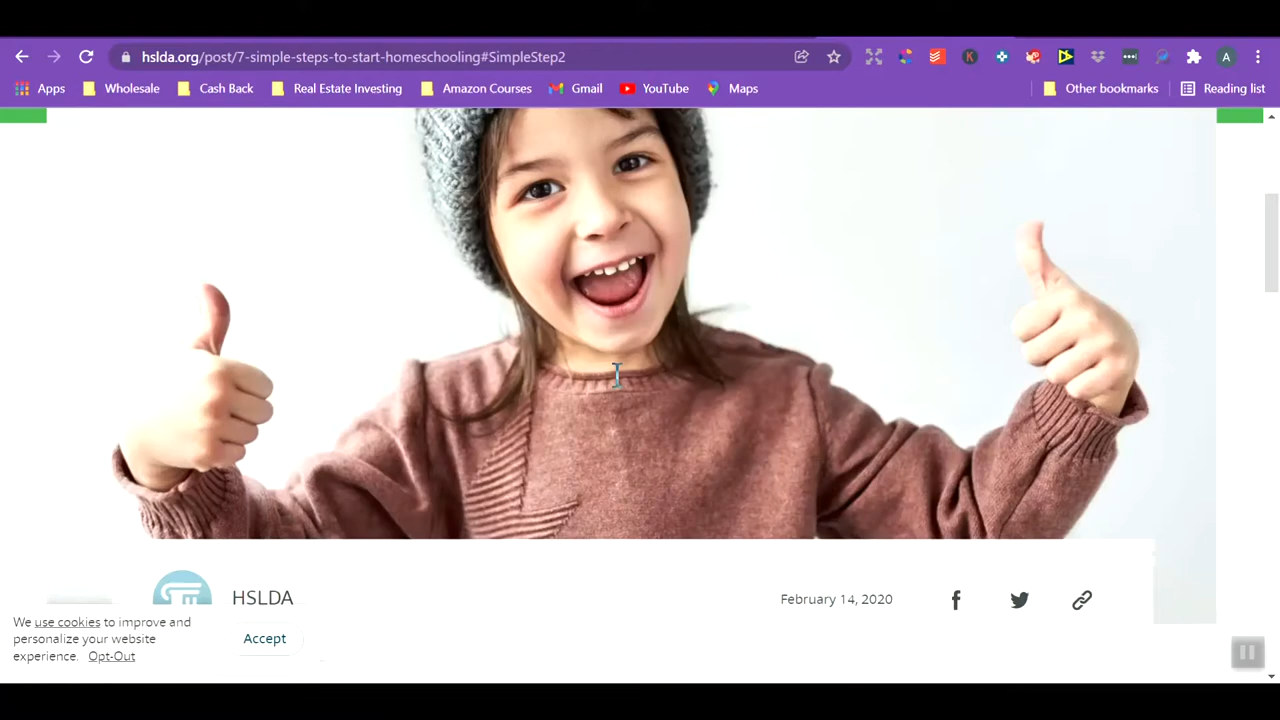 hslda.org/post/7-simple-steps-to-start-homeschooling#SimpleStep2
A
Apps Wholesale Cash Back Real Estate Investing Amazon Courses Gmail YouTube Maps Other bookmarks Reading list
HSLDA February 14, 2020
We use cookies to improve and
personalize your website
experience. Opt-Out
Accept